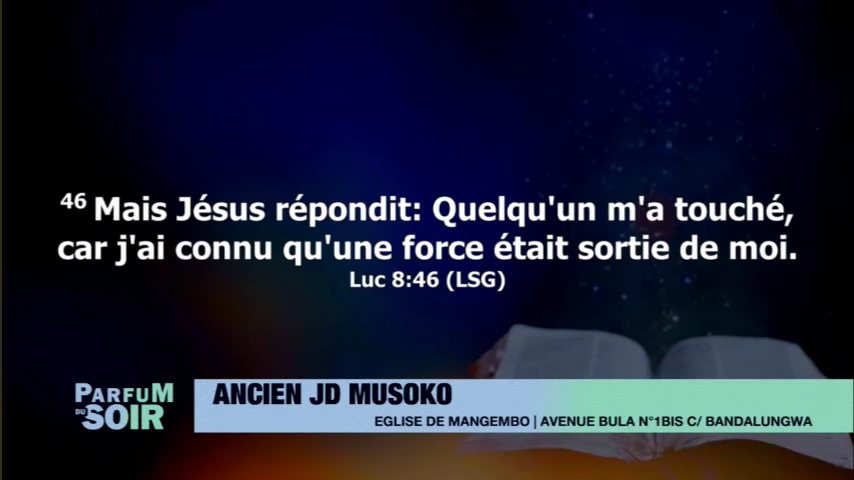 46 Mais Jésus répondit: Quelqu'un m'a touché,
car j'ai connu qu'une force était sortie de moi.
Luc 8:46 (LSG)
PARFUM
DU
SOIR
ANCIEN JD MUSOKO
EGLISE DE MANGEMBO | AVENUE BULA N°1BIS C/ BANDALUNGWA